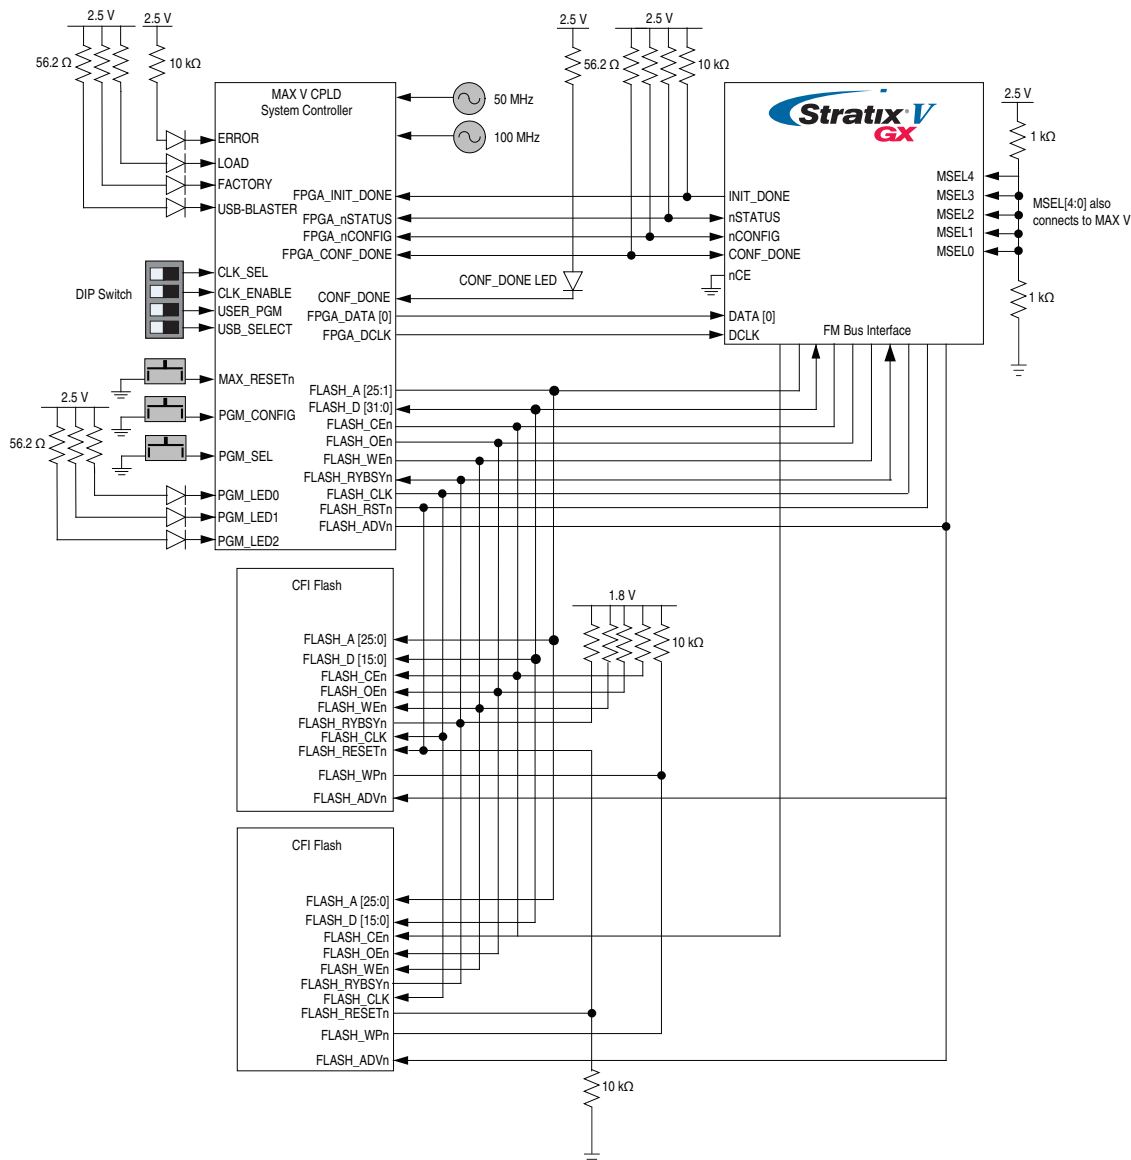 2.5 V
2.5 V
56.2 Ω
10 kΩ
MAX V CPLD
System Controller
50 MHz
100 MHz
ERROR
LOAD
FACTORY
USB-BLASTER
DIP Switch
CLK_SEL
CLK_ENABLE
USER_PGM
USB_SELECT
MAX_RESETn
PGM_CONFIG
PGM_SEL
2.5 V
56.2 Ω
PGM_LED0
PGM_LED1
PGM_LED2
FPGA_INIT_DONE
FPGA_nSTATUS
FPGA_nCONFIG
FPGA_CONF_DONE
CONF_DONE
FPGA_DATA [0]
FPGA_DCLK
FLASH_A [25:1]
FLASH_D [31:0]
FLASH_CEn
FLASH_OEn
FLASH_WEn
FLASH_RYBSYn
FLASH_CLK
FLASH_RSTn
FLASH_ADVn
2.5 V
2.5 V
56.2 Ω
10 kΩ
CONF_DONE LED
Stratix V
GX
INIT_DONE
nSTATUS
nCONFIG
CONF_DONE
nCE
DATA [0]
DCLK
FM Bus Interface
MSEL4
MSEL3
MSEL2
MSEL1
MSEL0
2.5 V
1 kΩ
MSEL[4:0] also
connects to MAX V
1 kΩ
CFI Flash
FLASH_A [25:0]
FLASH_D [15:0]
FLASH_CEn
FLASH_OEn
FLASH_WEn
FLASH_RYBSYn
FLASH_CLK
FLASH_RESETn
FLASH_WPn
FLASH_ADVn
1.8 V
10 kΩ
CFI Flash
FLASH_A [25:0]
FLASH_D [15:0]
FLASH_CEn
FLASH_OEn
FLASH_WEn
FLASH_RYBSYn
FLASH_CLK
FLASH_RESETn
FLASH_WPn
FLASH_ADVn
10 kΩ